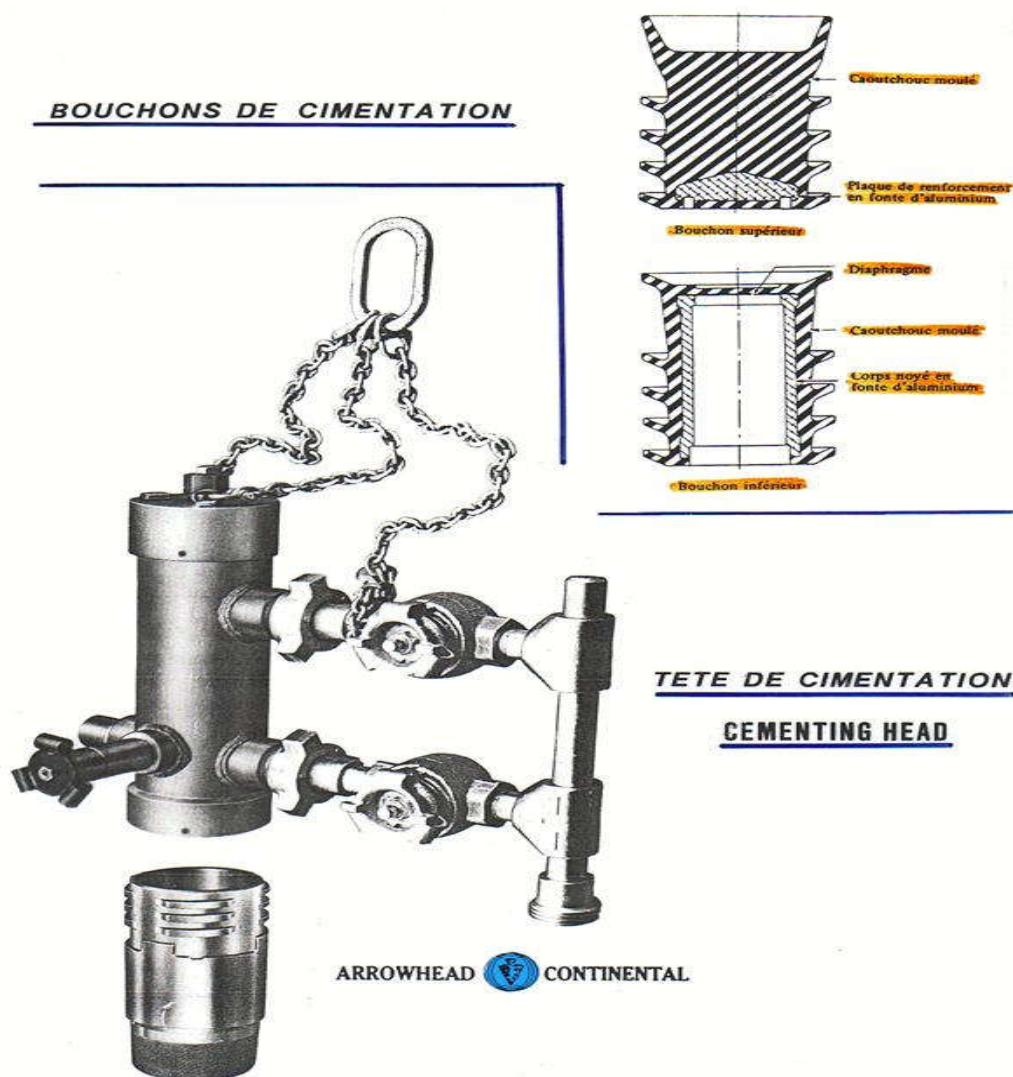 BOUCHONS DE CIMENTATION
Caoutchouc moulé
Plaque de renforcement
en fonte d'aluminium
Bouchon supérieur
Diaphragme
Caoutchouc moulé
Corps noyé en
fonte d'aluminium
Bouchon inférieur
TETE DE CIMENTATION
CEMENTING HEAD
ARROWHEAD CONTINENTAL